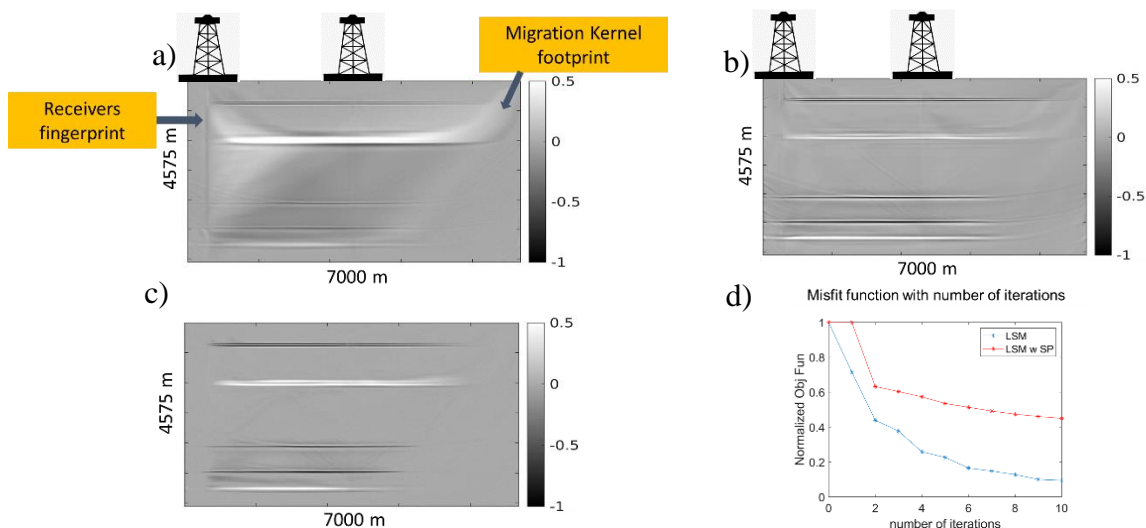 a)
Migration Kernel
footprint
Receivers
fingerprint
4575 m
7000 m
0.5
0
-0.5
-1
b)
4575 m
7000 m
0.5
0
-0.5
-1
c)
4575 m
7000 m
0.5
0
-0.5
-1
d)
Misfit function with number of iterations
LSM
LSM w SP
Normalized Obj Fun
1
0.8
0.6
0.4
0.2
0
0 2 4 6 8 10
number of iterations